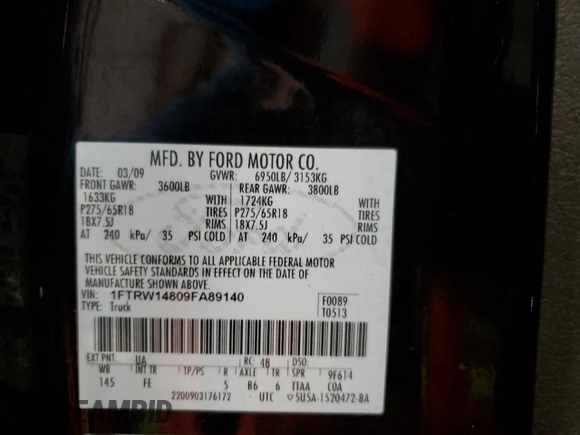 MFD. BY FORD MOTOR CO.
DATE: 03/09 GVWR: 6950LB/ 3153KG
FRONT GAWR: 3600LB REAR GAWR: 3800LB
1633KG WITH 1724KG WITH
P275/65R18 TIRES P275/65R18 TIRES
18X7.5J RIMS 18X7.5J RIMS
AT 240 kPa/ 35 PSI COLD AT 240 kPa/ 35 PSI COLD
THIS VEHICLE CONFORMS TO ALL APPLICABLE FEDERAL MOTOR
VEHICLE SAFETY STANDARDS IN EFFECT ON THE DATE OF
MANUFACTURE SHOWN ABOVE.
VIN: 1FTRW14809FA89140 F0089
TYPE: Truck T0513
EXT PNT: UA RC: 48 DSO:
WB INT TR TP/PS R AXLE TR SPR 9F614
145 FE 5 B6 6 TTAA COA
2200903176172 UTC 5U5A-1520472-BA